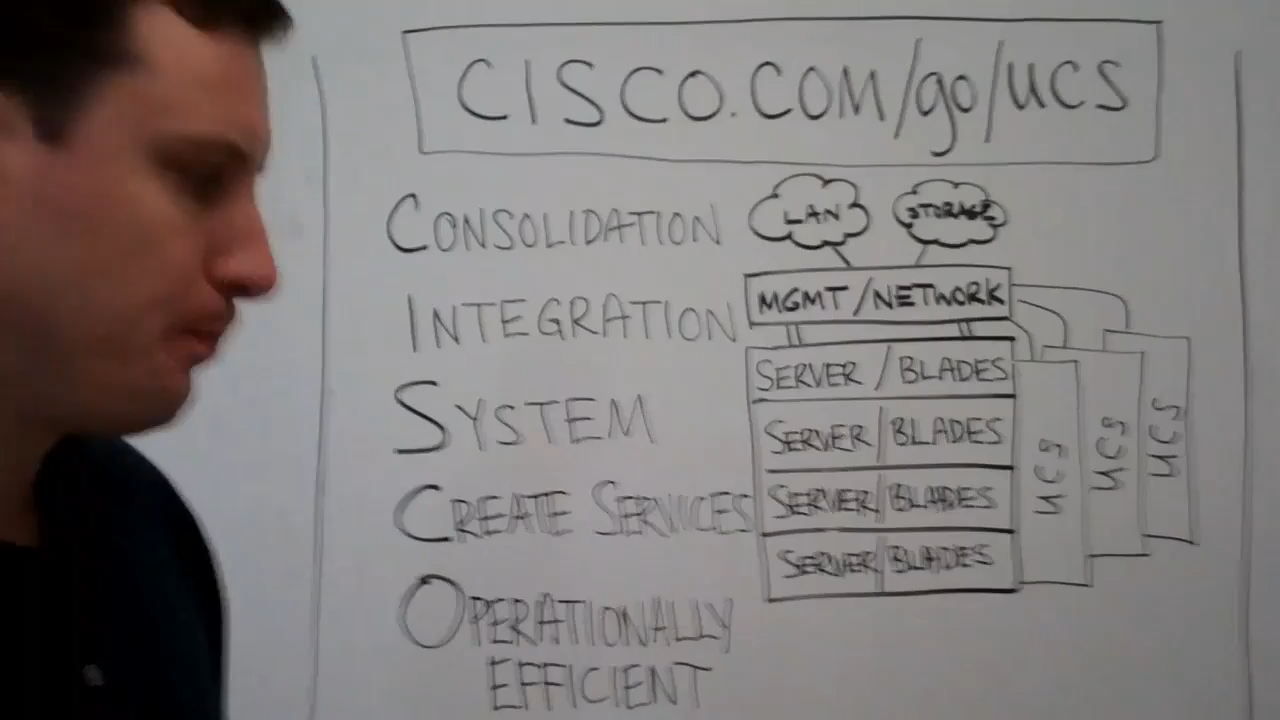 CISCO.COM/go/UCS
CONSOLIDATION
LAN
STORAGE
INTEGRATION
MGMT/NETWORK
SYSTEM
SERVER/BLADES
SERVER/BLADES
CREATE SERVICES
SERVER/BLADES
SERVER/BLADES
UCS
UCS
UCS
OPERATIONALLY
EFFICIENT